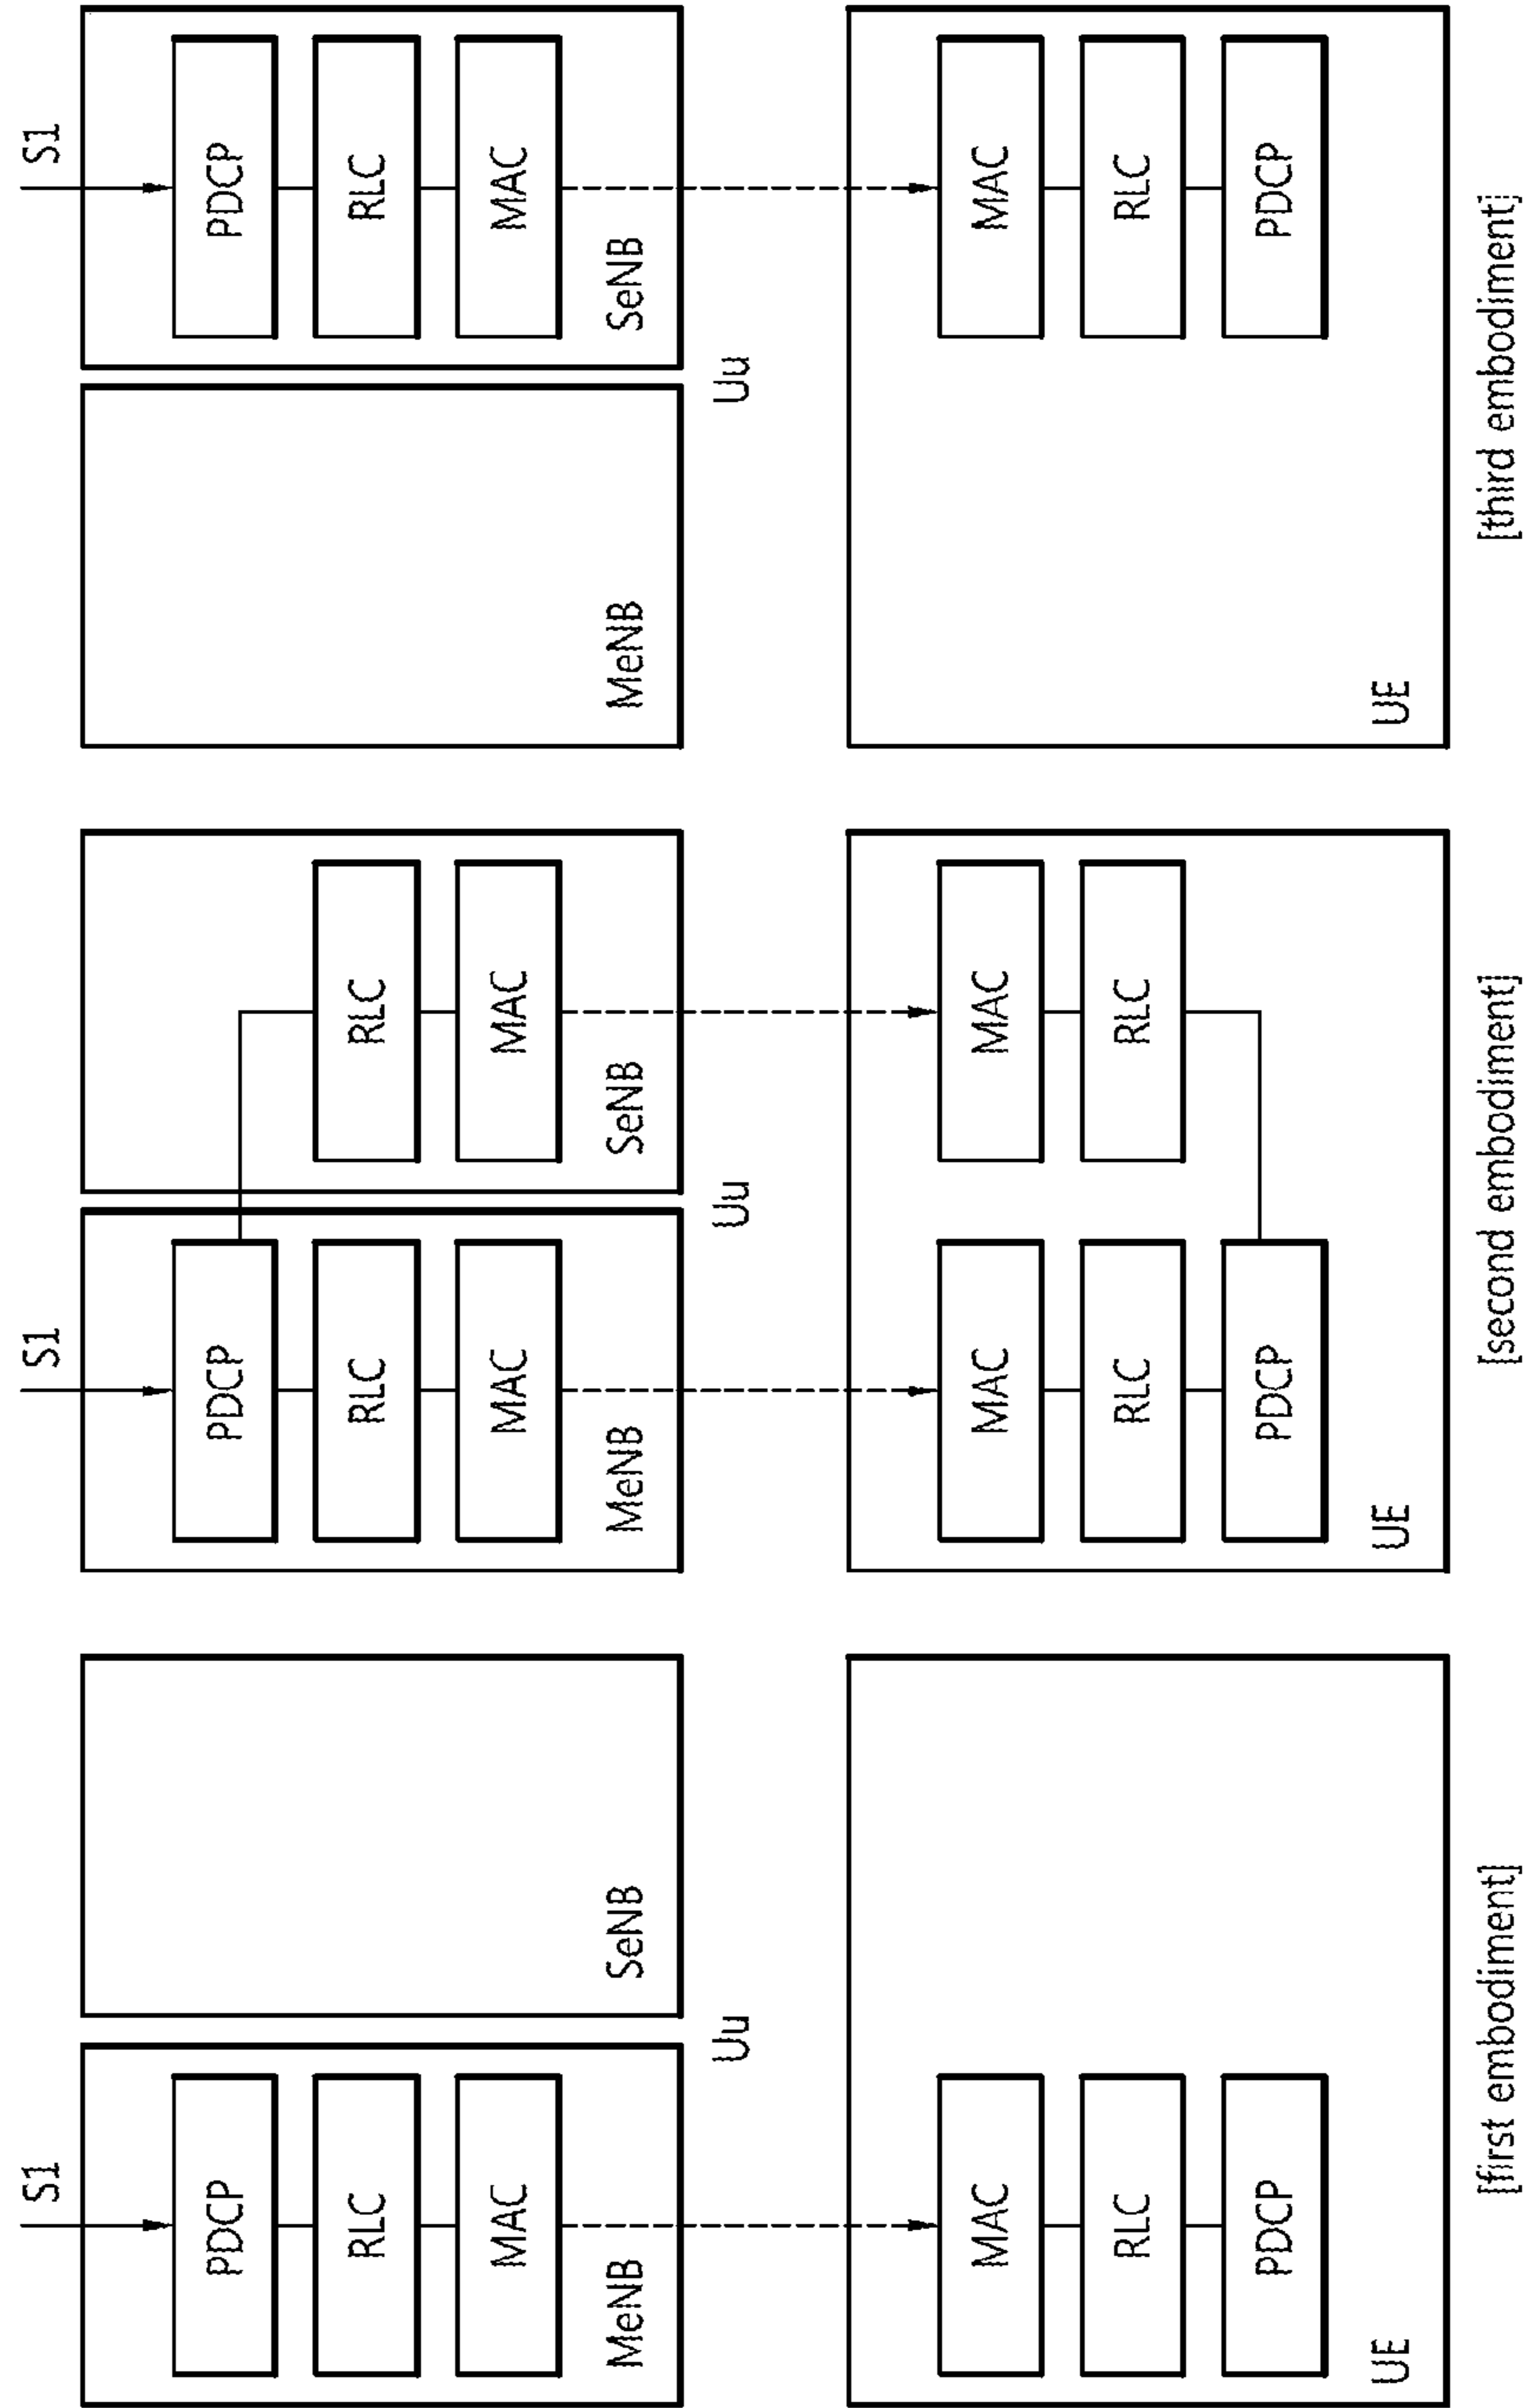 S1
S1
S1
PDCP
PDCP
PDCP
RLC
RLC
RLC
RLC
MAC
MAC
MAC
MAC
MeNB
SeNB
MeNB
SeNB
MeNB
SeNB
Uu
Uu
Uu
MAC
MAC
MAC
MAC
RLC
RLC
RLC
RLC
PDCP
PDCP
PDCP
UE
UE
UE
[first embodiment]
[second embodiment]
[third embodiment]